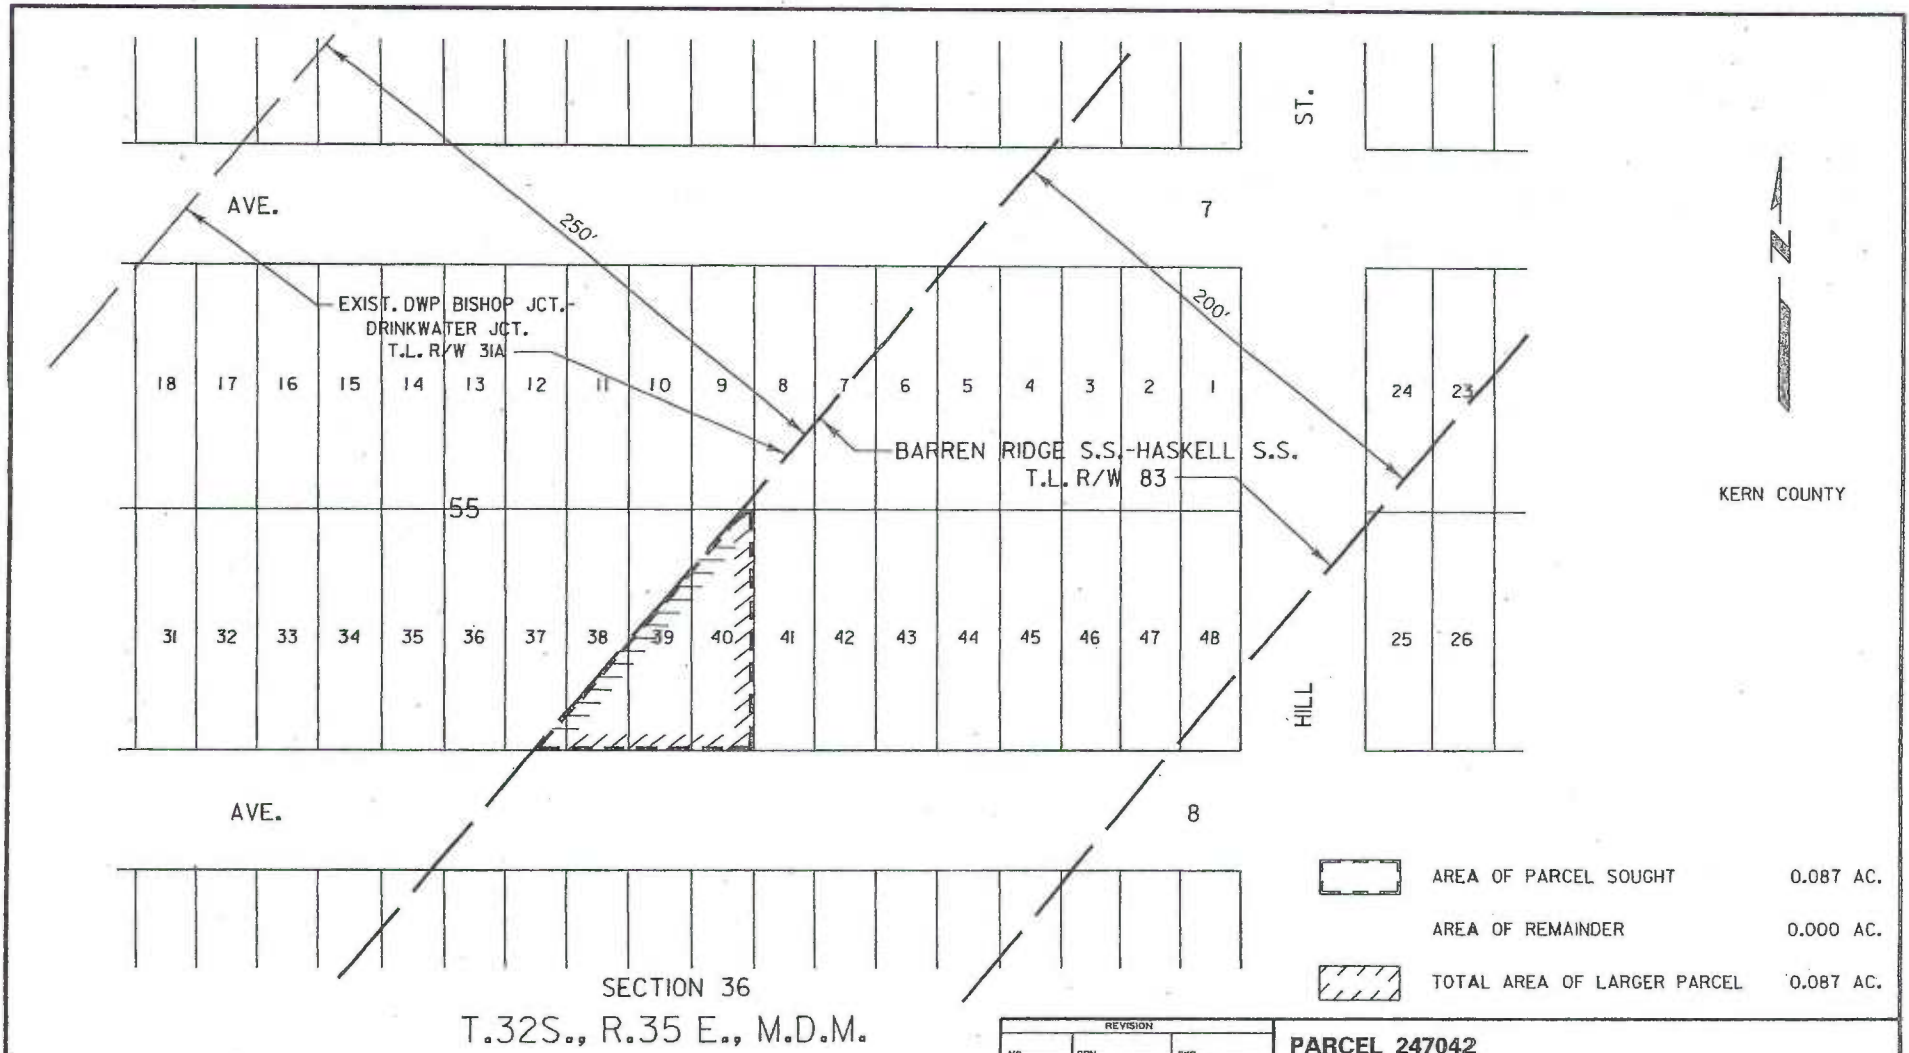 ST.
AVE.
7
250'
200'
N
EXIST. DWP BISHOP JCT.-
DRINKWATER JCT.
T.L. R/W 31A
18 17 16 15 14 13 12 11 10 9 8 7 6 5 4 3 2 1 24 23
BARREN RIDGE S.S.-HASKELL S.S.
T.L. R/W 83
KERN COUNTY
55
31 32 33 34 35 36 37 38 39 40 41 42 43 44 45 46 47 48 25 26
HILL
AVE.
8
AREA OF PARCEL SOUGHT 0.087 AC.
AREA OF REMAINDER 0.000 AC.
TOTAL AREA OF LARGER PARCEL 0.087 AC.
SECTION 36
T.32S., R.35 E., M.D.M.
REVISION
PARCEL 247042